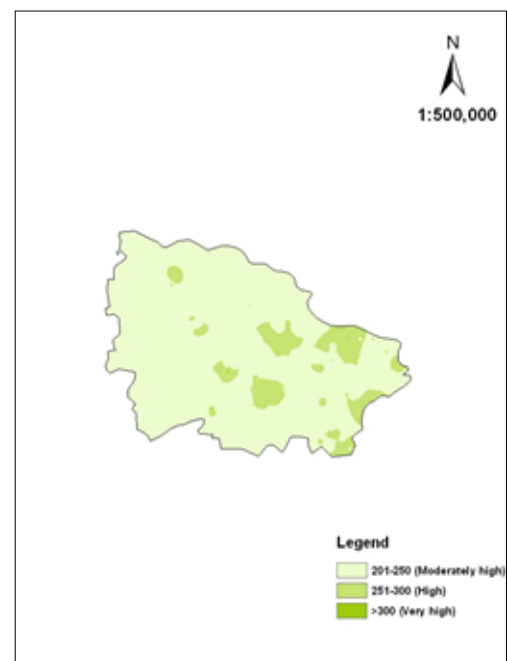 N
1:500,000
Legend
201-250 (Moderately high)
251-300 (High)
>300 (Very high)